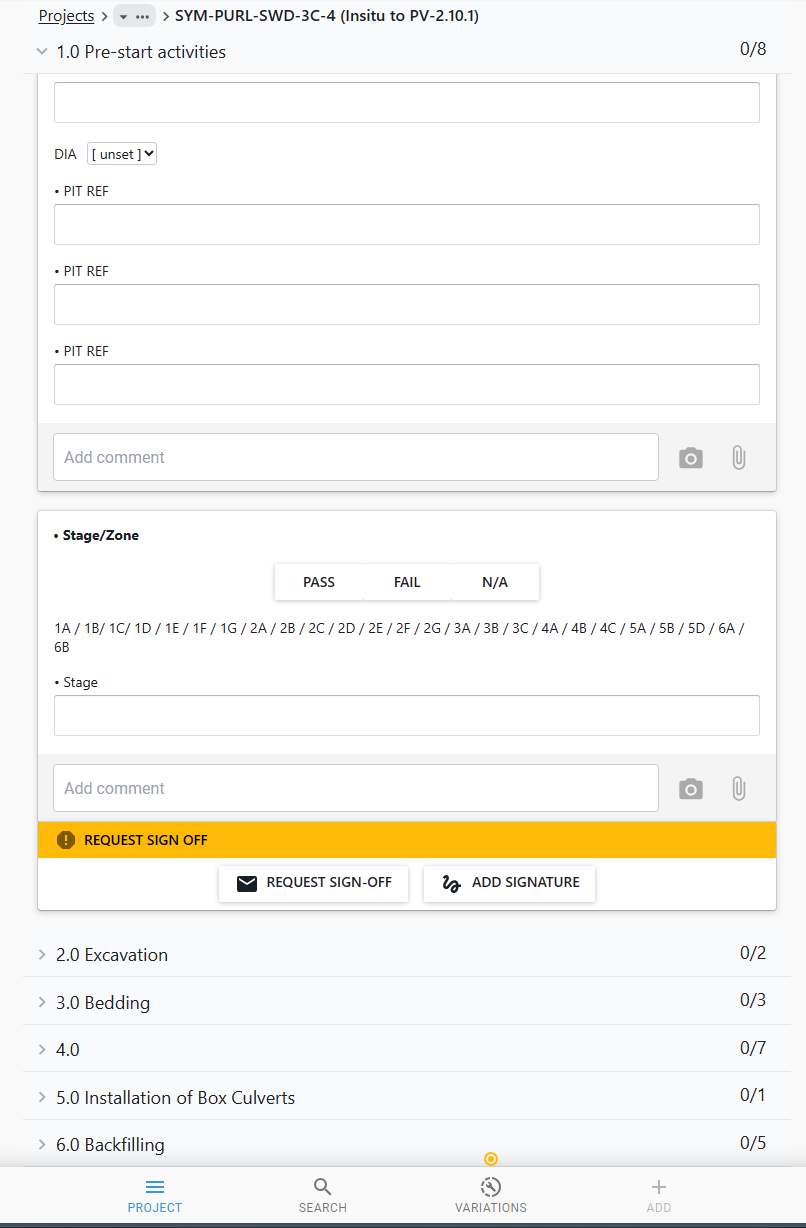 Projects > ... > SYM-PURL-SWD-3C-4 (Insitu to PV-2.10.1)
1.0 Pre-start activities 0/8
DIA [ unset ]
• PIT REF
• PIT REF
• PIT REF
Add comment
• Stage/Zone
PASS FAIL N/A
1A / 1B/ 1C/ 1D / 1E / 1F / 1G / 2A / 2B / 2C / 2D / 2E / 2F / 2G / 3A / 3B / 3C / 4A / 4B / 4C / 5A / 5B / 5D / 6A /
6B
• Stage
Add comment
REQUEST SIGN OFF
REQUEST SIGN-OFF ADD SIGNATURE
2.0 Excavation 0/2
3.0 Bedding 0/3
4.0 0/7
5.0 Installation of Box Culverts 0/1
6.0 Backfilling 0/5
PROJECT SEARCH VARIATIONS ADD